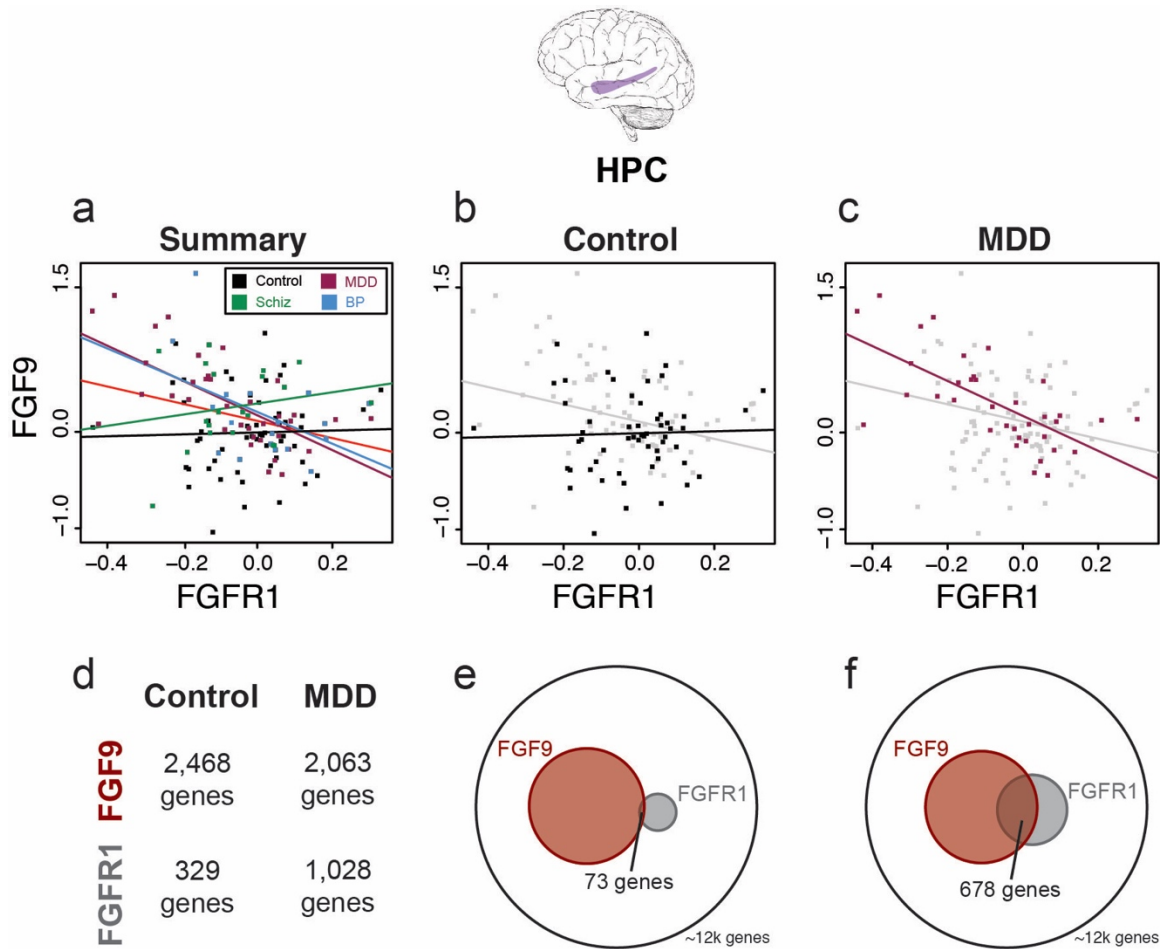 HPC
a
Summary
b
Control
c
MDD
FGF9
1.5
0.0
−1.0
Control
MDD
Schiz
BP
−0.4
−0.2
0.0
0.2
FGFR1
1.5
0.0
−1.0
−0.4
−0.2
0.0
0.2
FGFR1
1.5
0.0
−1.0
−0.4
−0.2
0.0
0.2
FGFR1
d
Control
MDD
FGF9
2,468
genes
2,063
genes
FGFR1
329
genes
1,028
genes
e
FGF9
FGFR1
73 genes
~12k genes
f
FGF9
FGFR1
678 genes
~12k genes